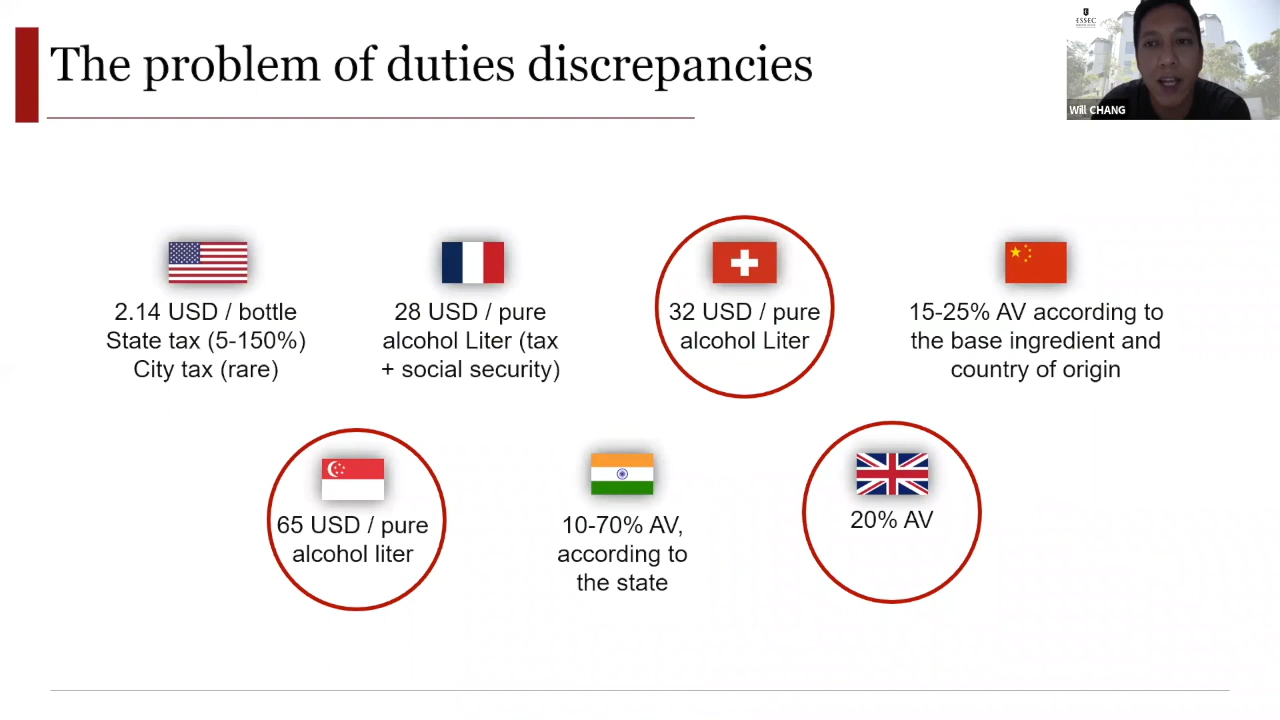 The problem of duties discrepancies
ESSEC
Will CHANG
2.14 USD / bottle
State tax (5-150%)
City tax (rare)
28 USD / pure
alcohol Liter (tax
+ social security)
32 USD / pure
alcohol Liter
15-25% AV according to
the base ingredient and
country of origin
65 USD / pure
alcohol liter
10-70% AV,
according to
the state
20% AV